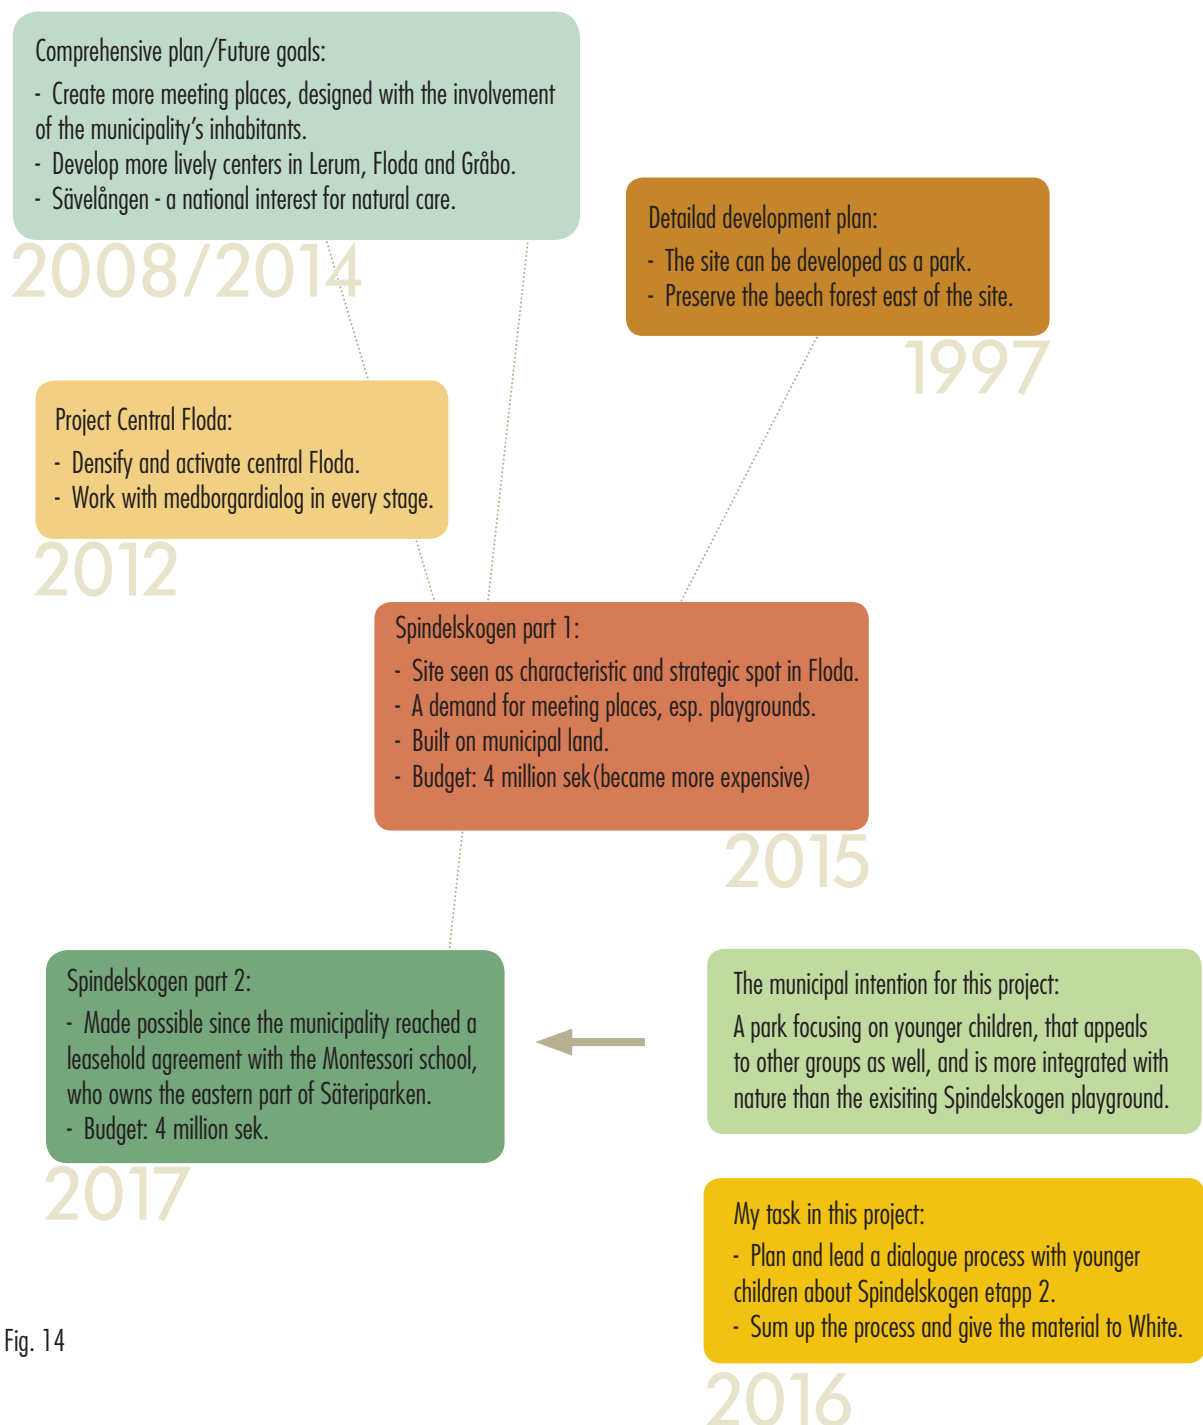 Comprehensive plan/Future goals:
- Create more meeting places, designed with the involvement
of the municipality's inhabitants.
- Develop more lively centers in Lerum, Floda and Gråbo.
- Sävelången - a national interest for natural care.
2008/2014
Detailad development plan:
- The site can be developed as a park.
- Preserve the beech forest east of the site.
1997
Project Central Floda:
- Densify and activate central Floda.
- Work with medborgardialog in every stage.
2012
Spindelskogen part 1:
- Site seen as characteristic and strategic spot in Floda.
- A demand for meeting places, esp. playgrounds.
- Built on municipal land.
- Budget: 4 million sek(became more expensive)
2015
Spindelskogen part 2:
- Made possible since the municipality reached a
leasehold agreement with the Montessori school,
who owns the eastern part of Säteriparken.
- Budget: 4 million sek.
2017
The municipal intention for this project:
A park focusing on younger children, that appeals
to other groups as well, and is more integrated with
nature than the exisiting Spindelskogen playground.
My task in this project:
- Plan and lead a dialogue process with younger
children about Spindelskogen etapp 2.
- Sum up the process and give the material to White.
2016
Fig. 14